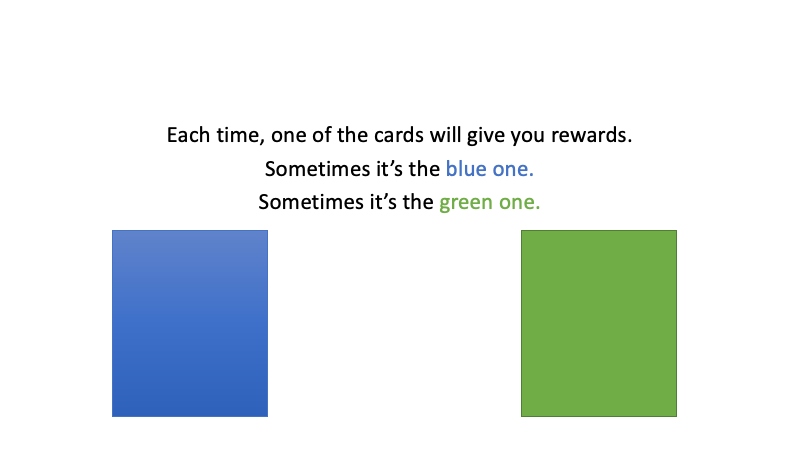 Each time, one of the cards will give you rewards.
Sometimes it’s the blue one.
Sometimes it’s the green one.